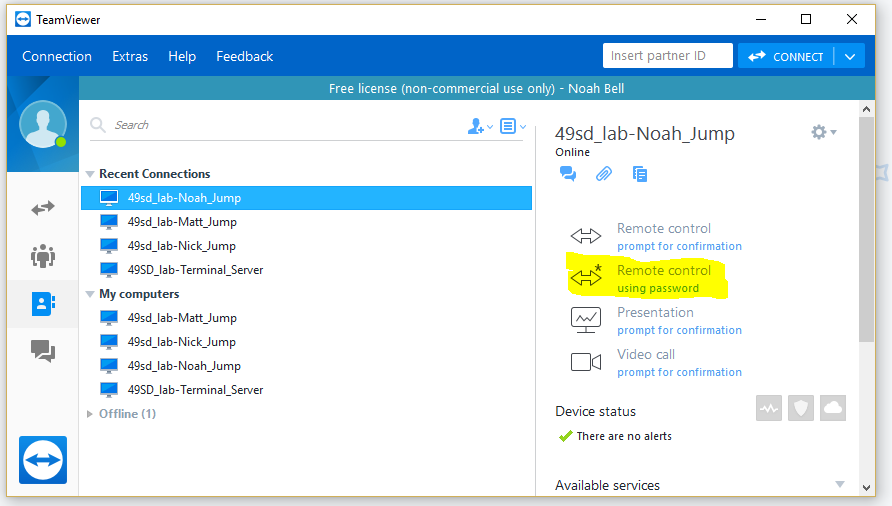 TeamViewer
Connection Extras Help Feedback Insert partner ID CONNECT
Free license (non-commercial use only) - Noah Bell
Search
Recent Connections
49sd_lab-Noah_Jump
49sd_lab-Matt_Jump
49sd_lab-Nick_Jump
49SD_lab-Terminal_Server
My computers
49sd_lab-Matt_Jump
49sd_lab-Nick_Jump
49sd_lab-Noah_Jump
49SD_lab-Terminal_Server
Offline (1)
49sd_lab-Noah_Jump
Online
Remote control
prompt for confirmation
Remote control
using password
Presentation
prompt for confirmation
Video call
prompt for confirmation
Device status
There are no alerts
Available services